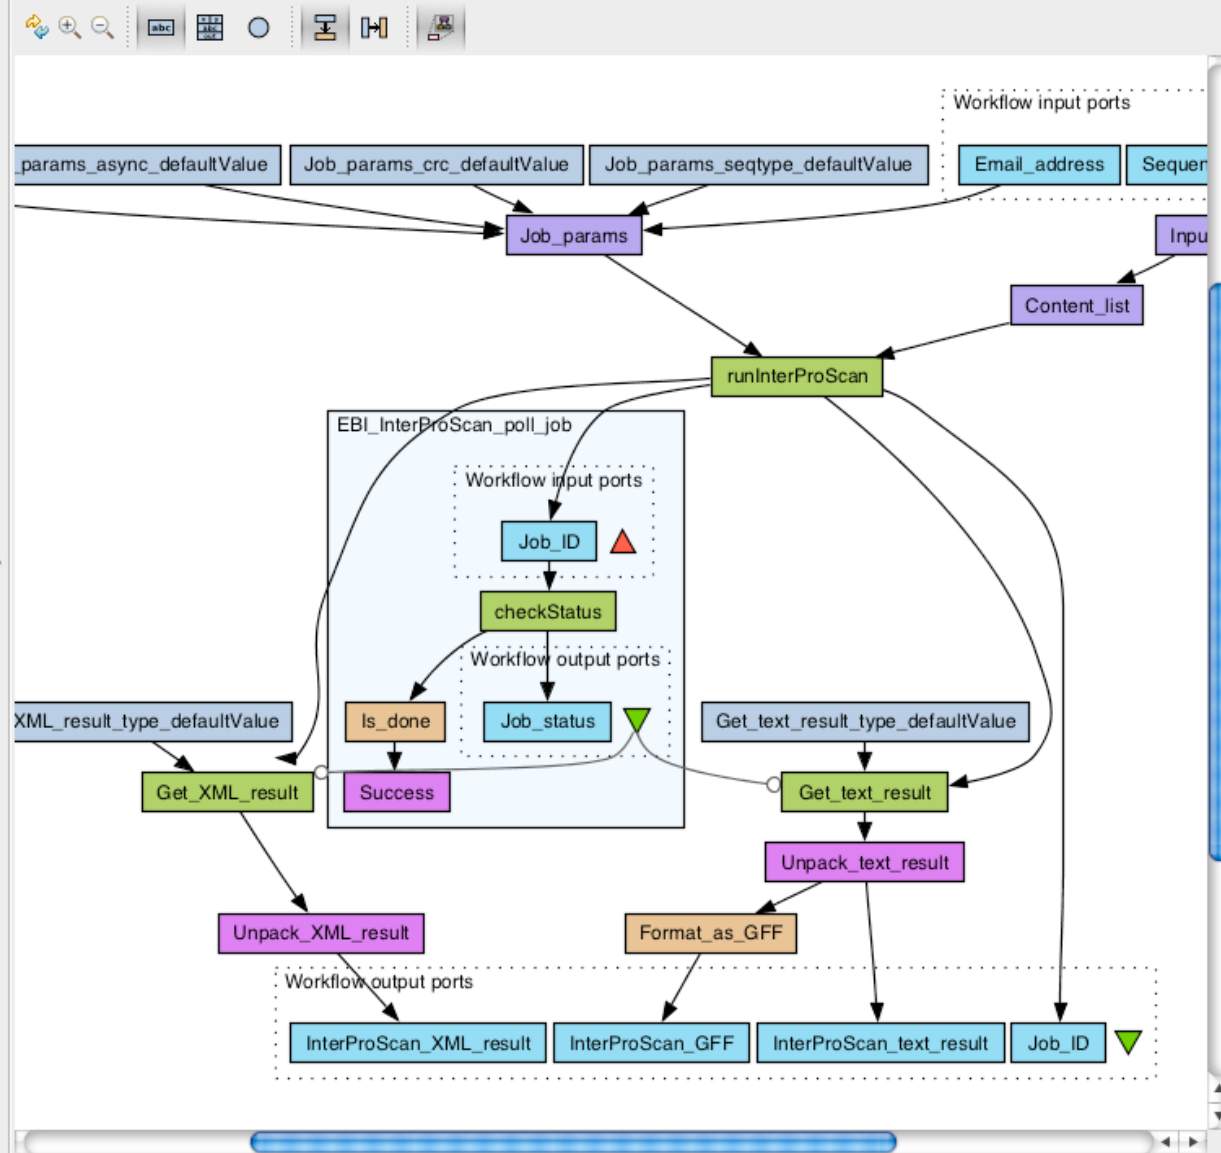 abc
abc
Workflow input ports
_params_async_defaultValue
Job_params_crc_defaultValue
Job_params_seqtype_defaultValue
Email_address
Sequen
Job_params
Inpu
Content_list
runInterProScan
EBI_InterProScan_poll_job
Workflow input ports
Job_ID
checkStatus
Workflow output ports
XML_result_type_defaultValue
Is_done
Job_status
Get_text_result_type_defaultValue
Get_XML_result
Success
Get_text_result
Unpack_text_result
Unpack_XML_result
Format_as_GFF
Workflow output ports
InterProScan_XML_result
InterProScan_GFF
InterProScan_text_result
Job_ID